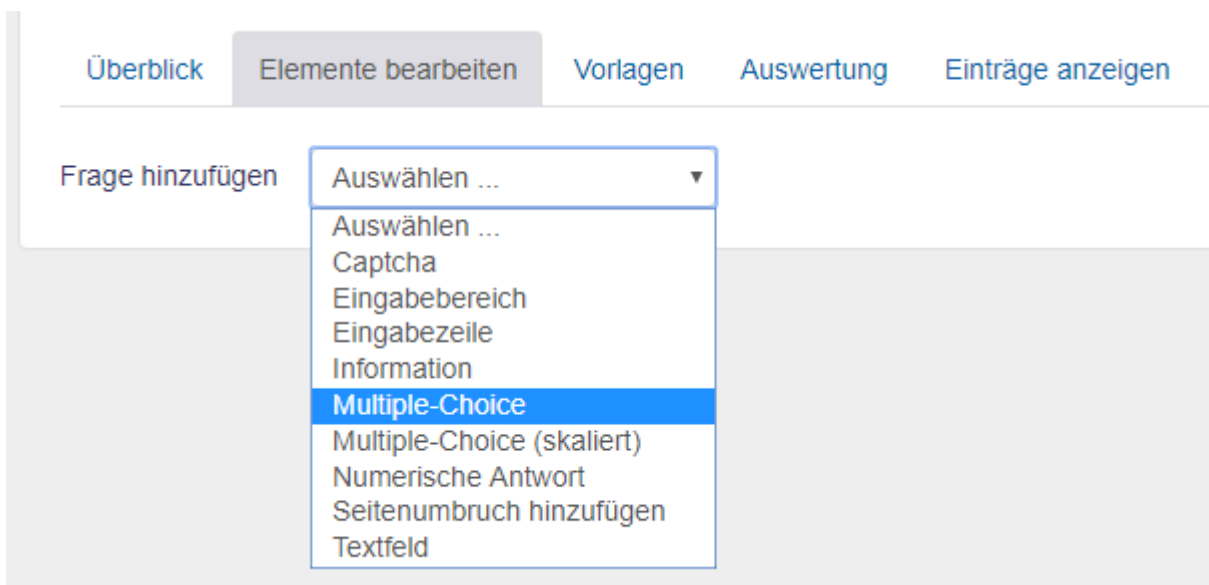 Überblick Elemente bearbeiten Vorlagen Auswertung Einträge anzeigen
Frage hinzufügen Auswählen ...
Auswählen ...
Captcha
Eingabebereich
Eingabezeile
Information
Multiple-Choice
Multiple-Choice (skaliert)
Numerische Antwort
Seitenumbruch hinzufügen
Textfeld